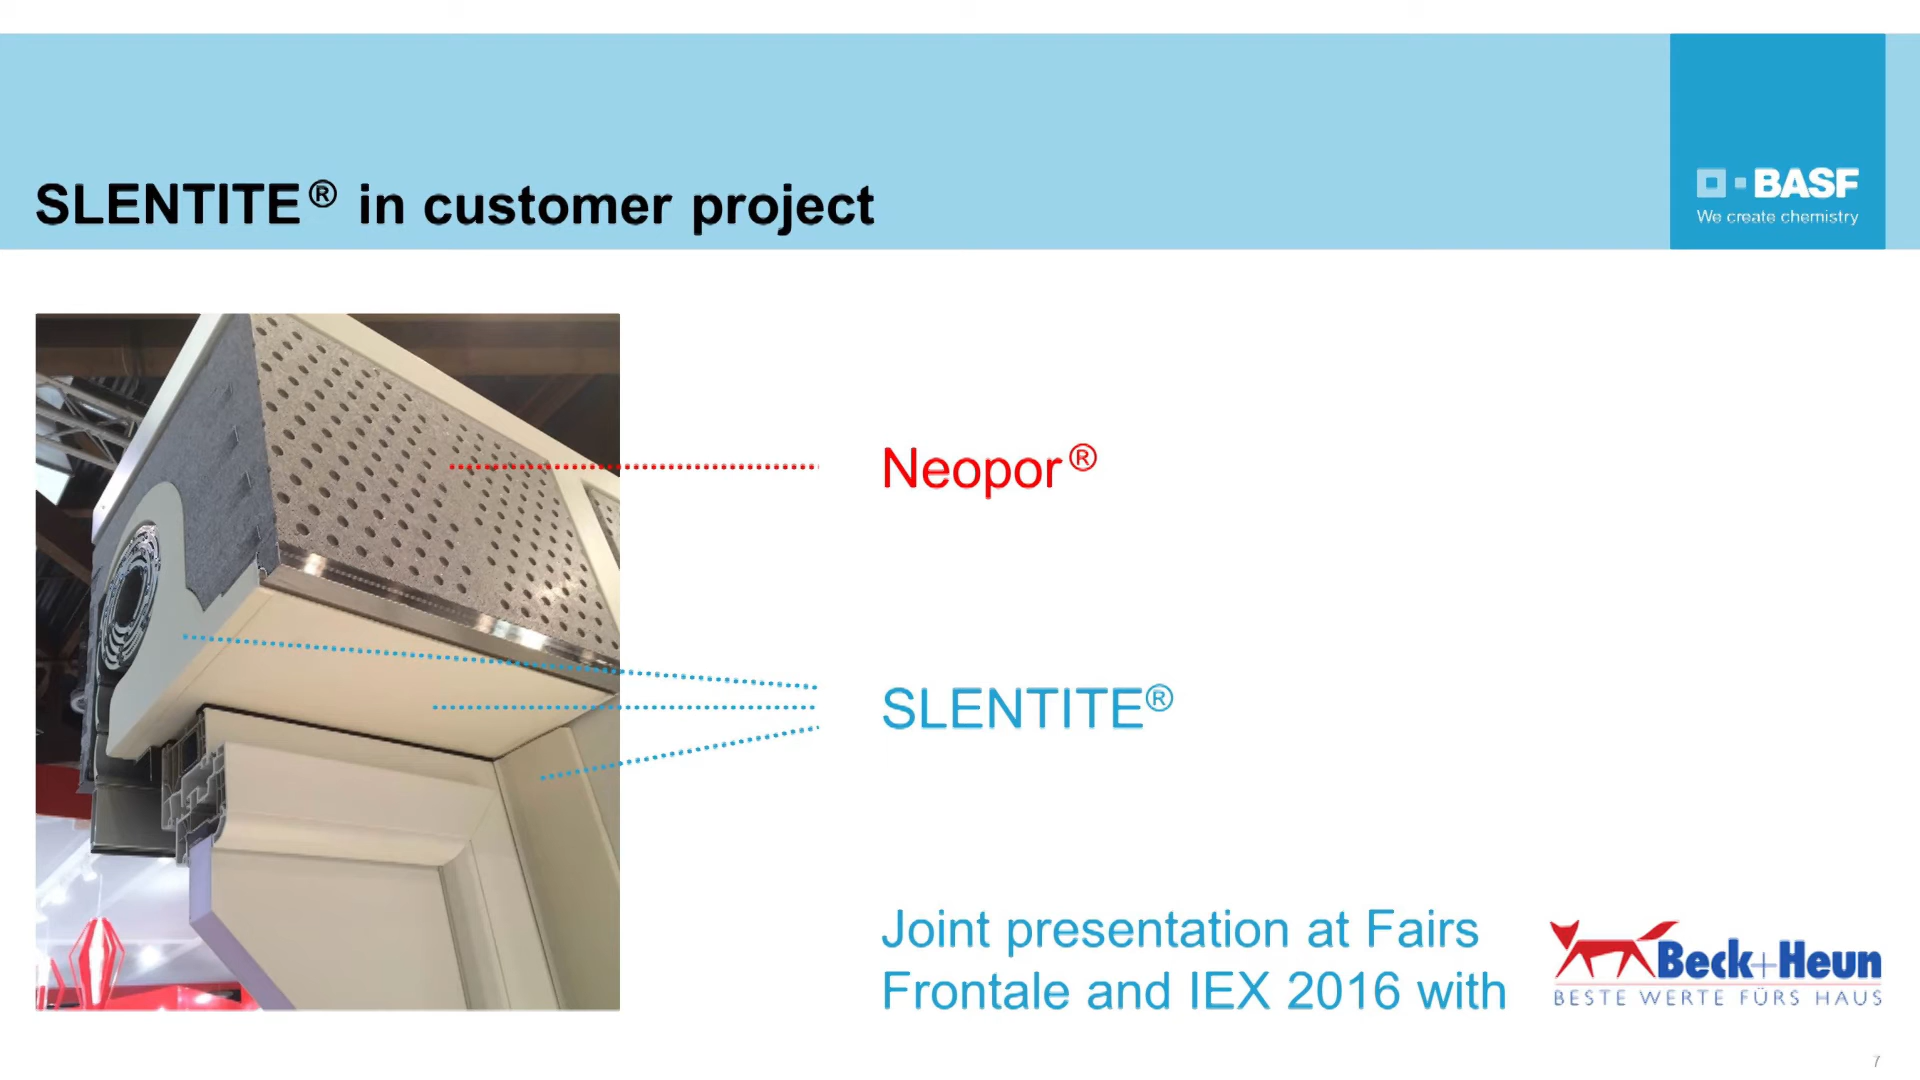 SLENTITE® in customer project
BASF
We create chemistry
Neopor®
SLENTITE®
Joint presentation at Fairs
Frontale and IEX 2016 with
Beck+Heun
BESTE WERTE FÜRS HAUS
7